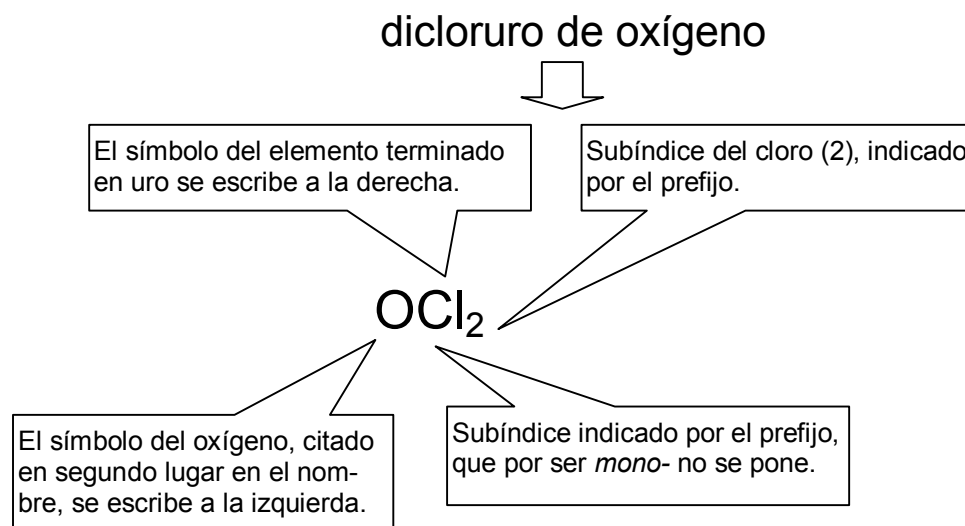 dicloruro de oxígeno
El símbolo del elemento terminado
en uro se escribe a la derecha.
Subíndice del cloro (2), indicado
por el prefijo.
OCl₂
El símbolo del oxígeno, citado
en segundo lugar en el nom-
bre, se escribe a la izquierda.
Subíndice indicado por el prefijo,
que por ser mono- no se pone.